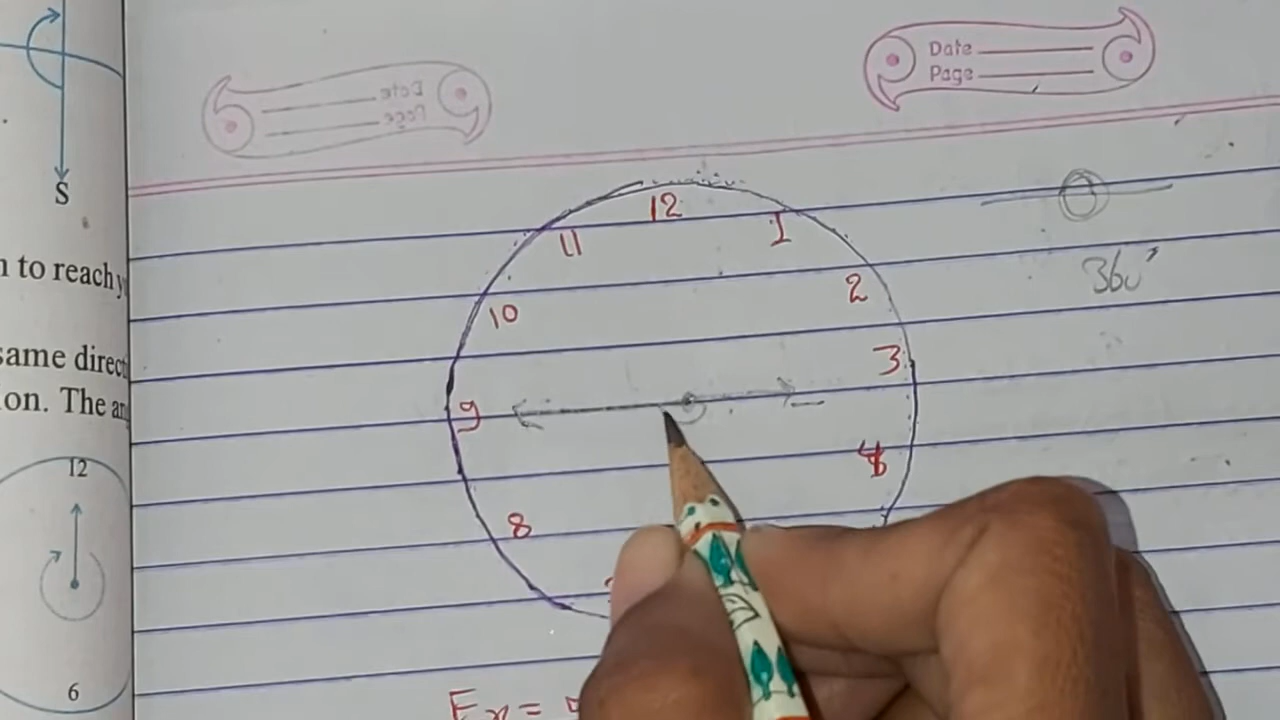 Date
Page
S
to reach
same direct
ion. The an
12
6
12
11
1
10
2
9
3
8
4
360°